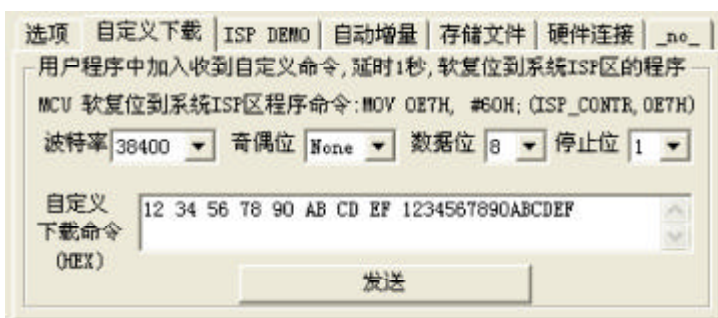 选项 自定义下载 ISP DEMO 自动增量 存储文件 硬件连接 _no_
用户程序中加入收到自定义命令,延时1秒,软复位到系统ISP区的程序
MCU 软复位到系统ISP区程序命令:MOV 0E7H, #60H; (ISP_CONTR, 0E7H)
波特率 38400 奇偶位 None 数据位 8 停止位 1
自定义
下载命令
(HEX)
12 34 56 78 90 AB CD EF 1234567890ABCDEF
发送